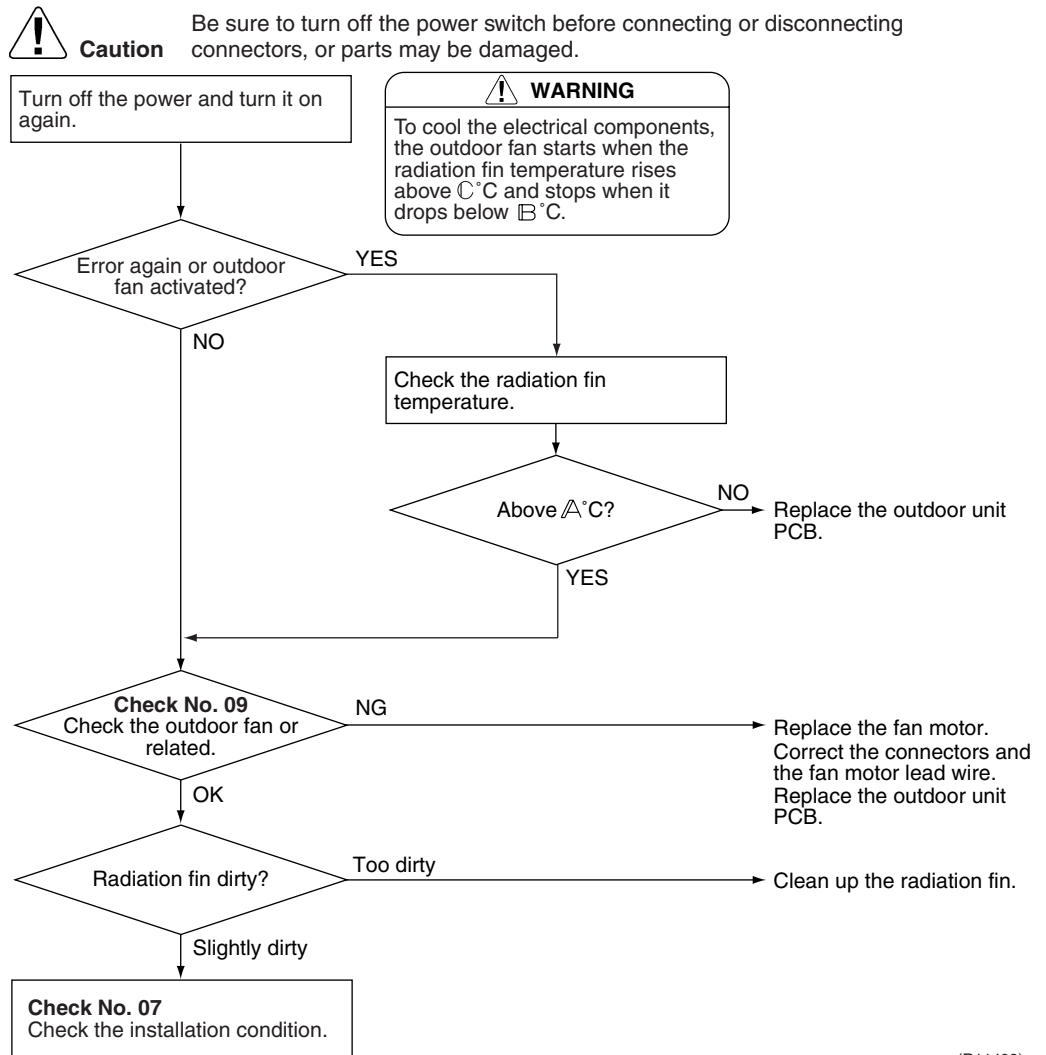 Be sure to turn off the power switch before connecting or disconnecting
Caution connectors, or parts may be damaged.
Turn off the power and turn it on
again.
WARNING
To cool the electrical components,
the outdoor fan starts when the
radiation fin temperature rises
above ℂ°C and stops when it
drops below 𝔹°C.
Error again or outdoor
fan activated?
YES
NO
Check the radiation fin
temperature.
Above 𝔸°C?
NO
Replace the outdoor unit
PCB.
YES
Check No. 09
Check the outdoor fan or
related.
NG
Replace the fan motor.
Correct the connectors and
the fan motor lead wire.
Replace the outdoor unit
PCB.
OK
Radiation fin dirty?
Too dirty
Clean up the radiation fin.
Slightly dirty
Check No. 07
Check the installation condition.